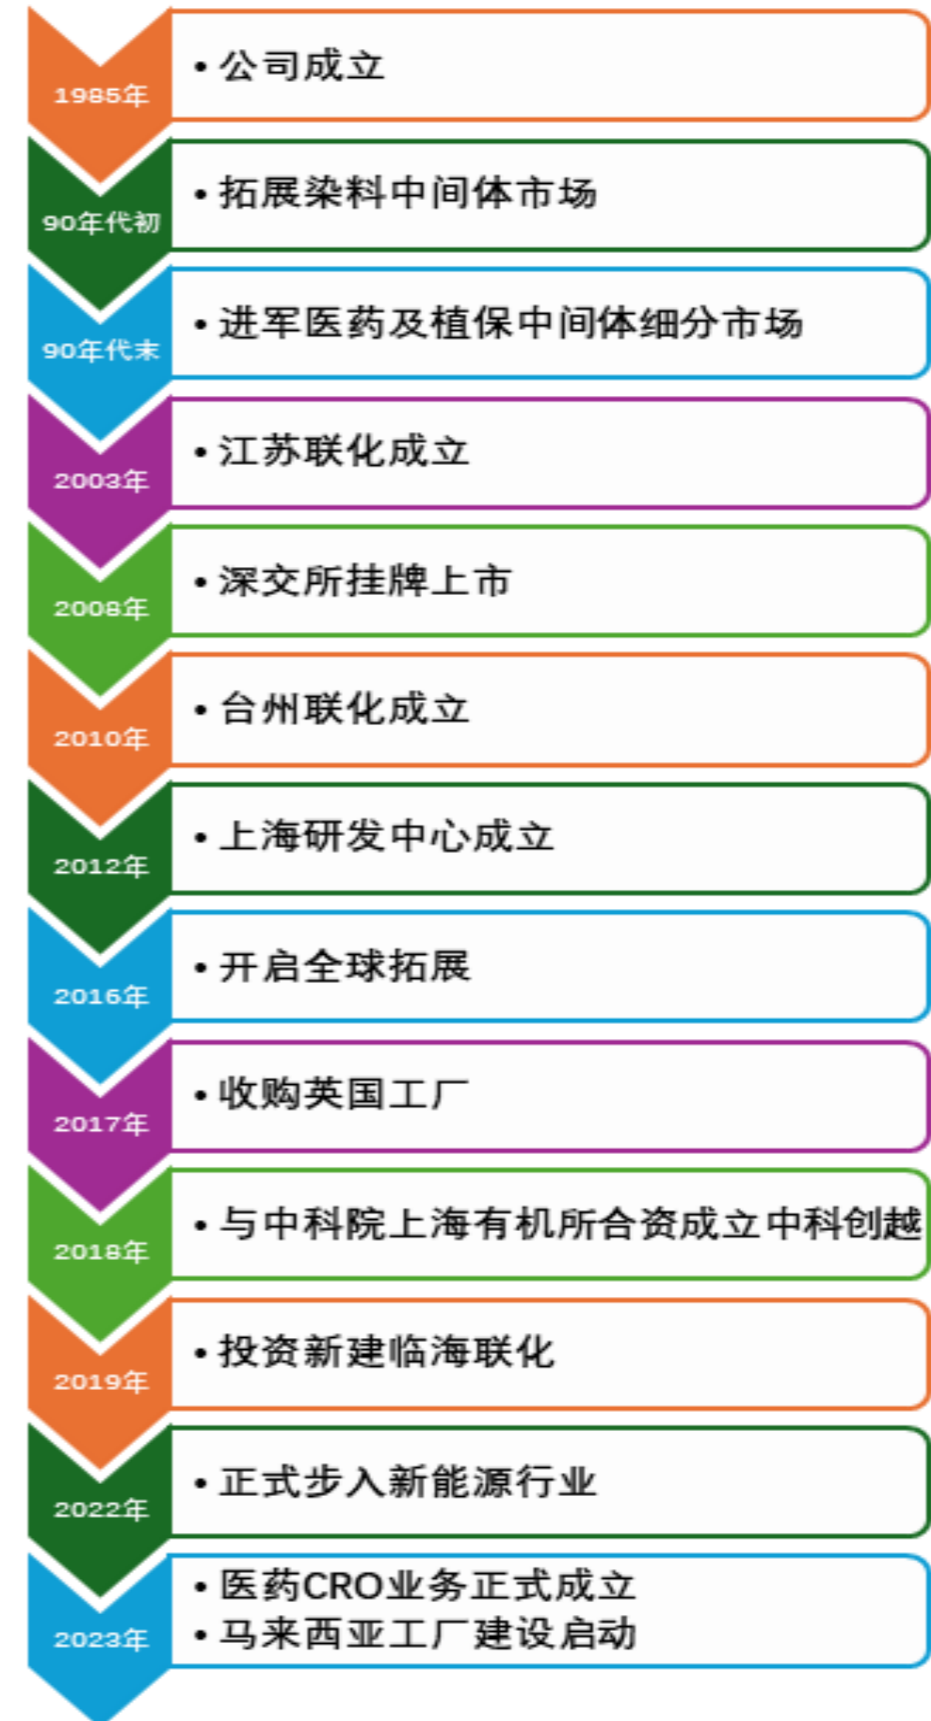 1985年
• 公司成立
90年代初
• 拓展染料中间体市场
90年代末
• 进军医药及植保中间体细分市场
2003年
• 江苏联化成立
2008年
• 深交所挂牌上市
2010年
• 台州联化成立
2012年
• 上海研发中心成立
2016年
• 开启全球拓展
2017年
• 收购英国工厂
2018年
• 与中科院上海有机所合资成立中科创越
2019年
• 投资新建临海联化
2022年
• 正式步入新能源行业
2023年
• 医药CRO业务正式成立
• 马来西亚工厂建设启动